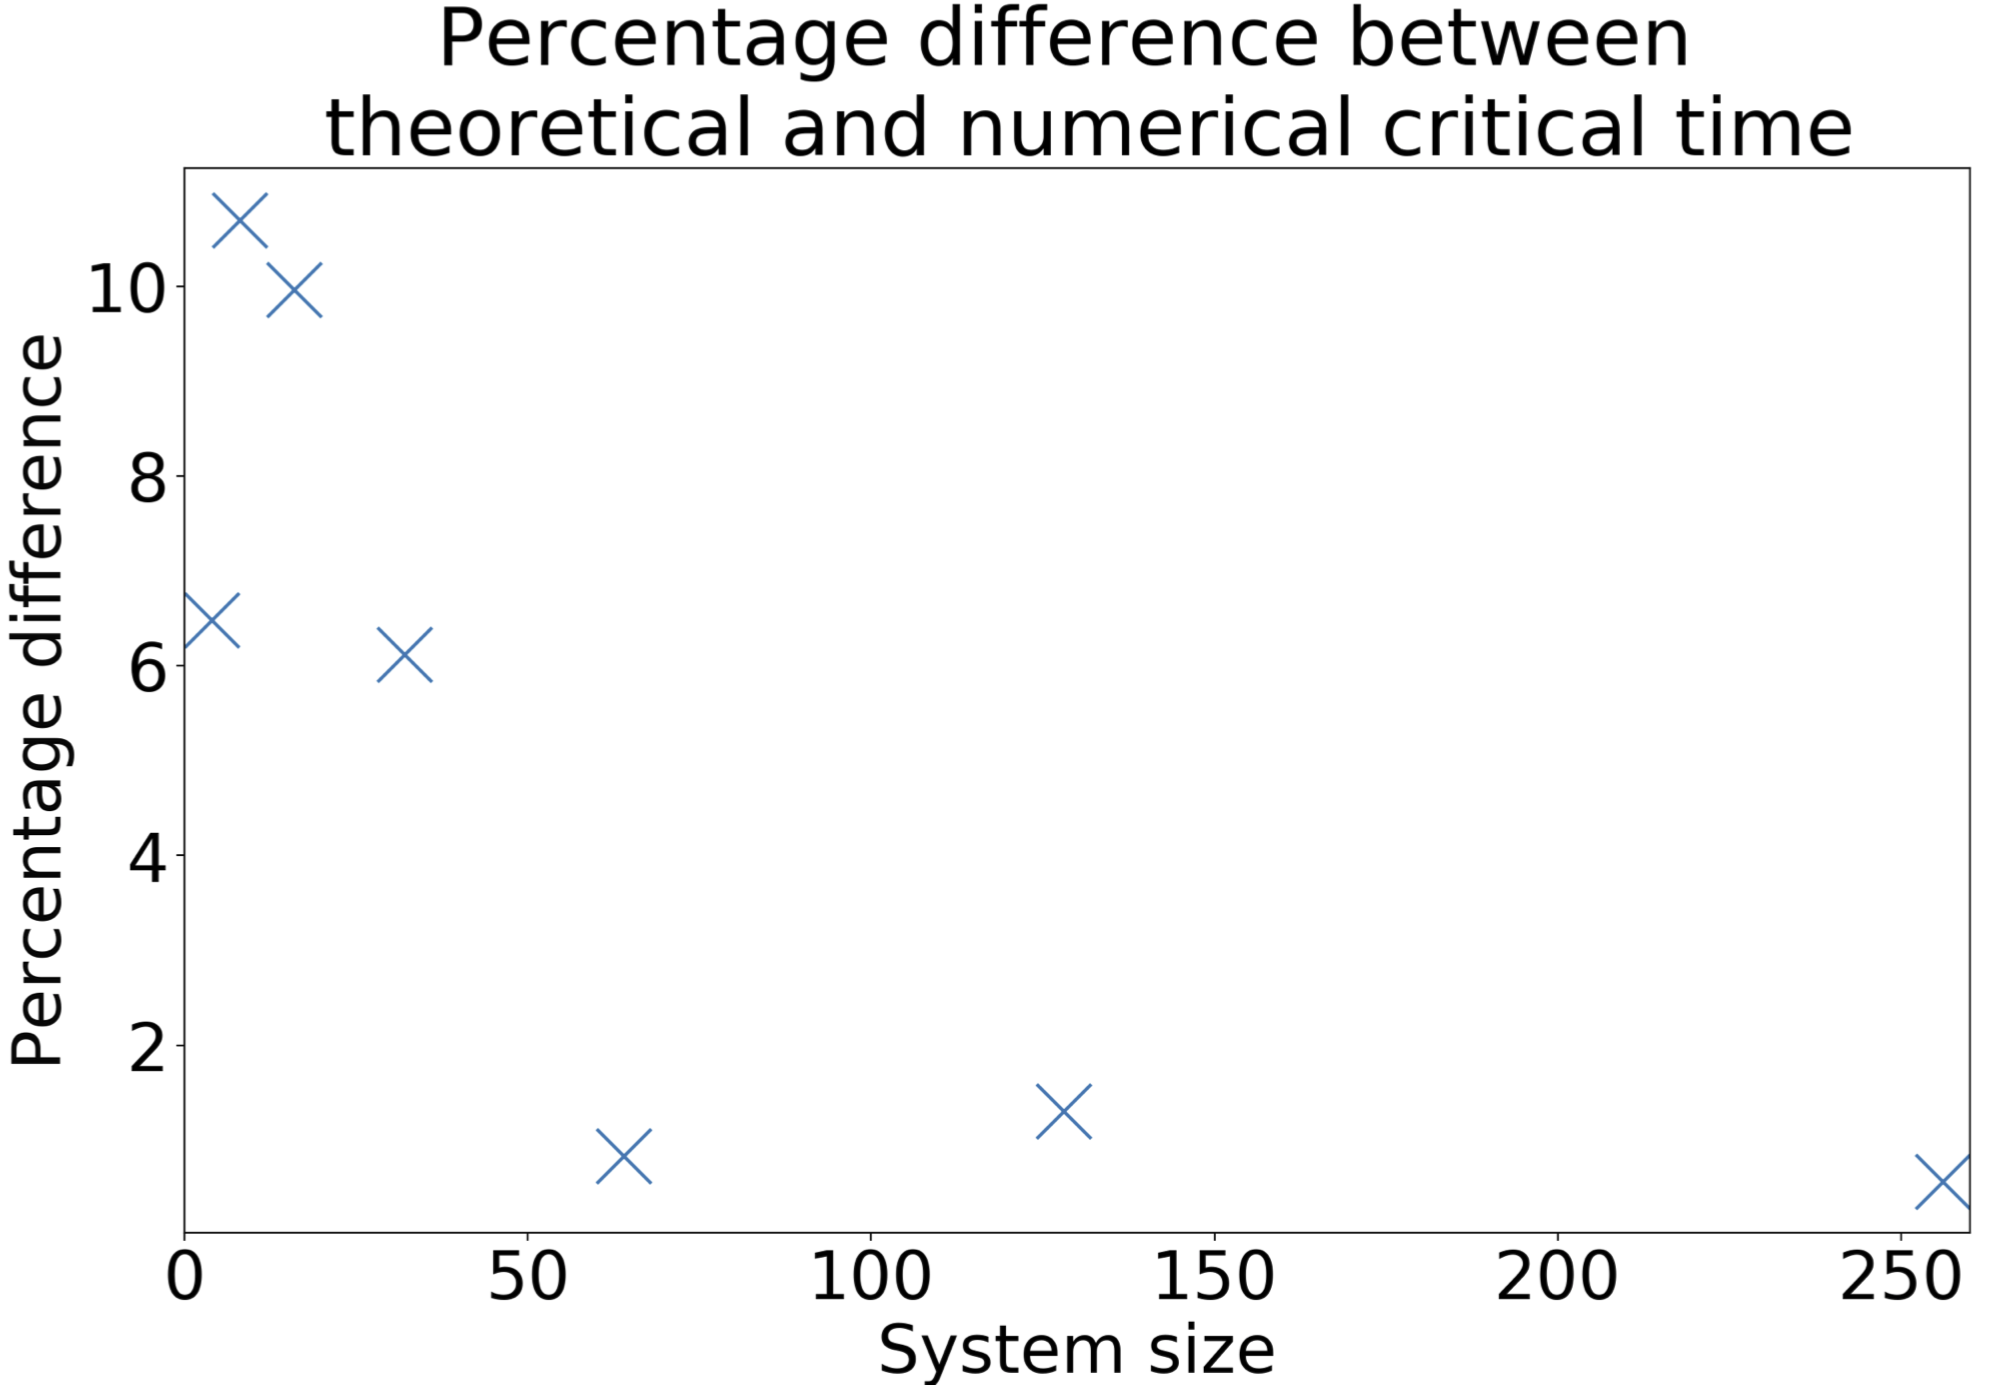 Percentage difference between
theoretical and numerical critical time
Percentage difference
10
8
6
4
2
0 50 100 150 200 250
System size